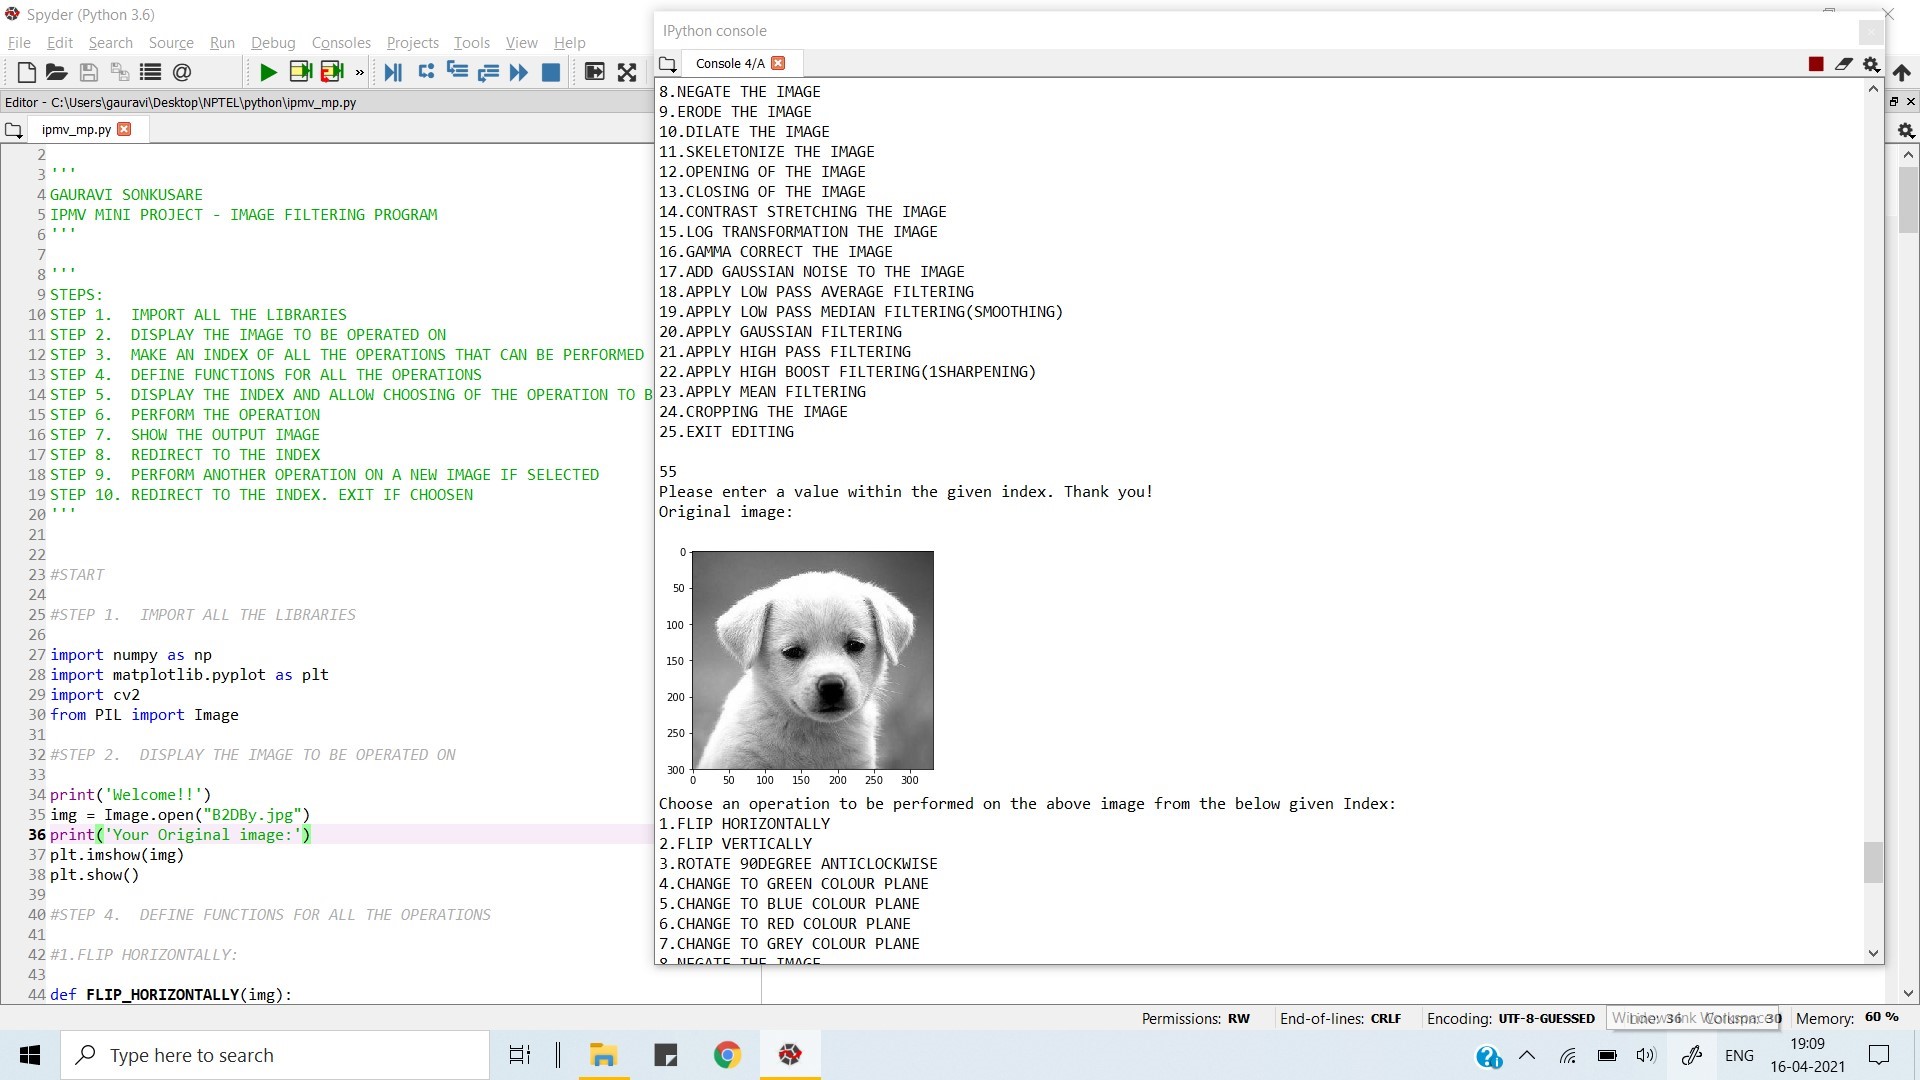 Spyder (Python 3.6)
File Edit Search Source Run Debug Consoles Projects Tools View Help
Editor - C:\Users\gauravi\Desktop\NPTEL\python\ipmv_mp.py
ipmv_mp.py
2
3 '''
4 GAURAVI SONKUSARE
5 IPMV MINI PROJECT - IMAGE FILTERING PROGRAM
6 '''
7
8 '''
9 STEPS:
10 STEP 1.  IMPORT ALL THE LIBRARIES
11 STEP 2.  DISPLAY THE IMAGE TO BE OPERATED ON
12 STEP 3.  MAKE AN INDEX OF ALL THE OPERATIONS THAT CAN BE PERFORMED
13 STEP 4.  DEFINE FUNCTIONS FOR ALL THE OPERATIONS
14 STEP 5.  DISPLAY THE INDEX AND ALLOW CHOOSING OF THE OPERATION TO B
15 STEP 6.  PERFORM THE OPERATION
16 STEP 7.  SHOW THE OUTPUT IMAGE
17 STEP 8.  REDIRECT TO THE INDEX
18 STEP 9.  PERFORM ANOTHER OPERATION ON A NEW IMAGE IF SELECTED
19 STEP 10. REDIRECT TO THE INDEX. EXIT IF CHOOSEN
20 '''
21
22
23 #START
24
25 #STEP 1.  IMPORT ALL THE LIBRARIES
26
27 import numpy as np
28 import matplotlib.pyplot as plt
29 import cv2
30 from PIL import Image
31
32 #STEP 2.  DISPLAY THE IMAGE TO BE OPERATED ON
33
34 print('Welcome!!')
35 img = Image.open("B2DBy.jpg")
36 print('Your Original image:')
37 plt.imshow(img)
38 plt.show()
39
40 #STEP 4.  DEFINE FUNCTIONS FOR ALL THE OPERATIONS
41
42 #1.FLIP HORIZONTALLY:
43
44 def FLIP_HORIZONTALLY(img):
IPython console
Console 4/A
8.NEGATE THE IMAGE
9.ERODE THE IMAGE
10.DILATE THE IMAGE
11.SKELETONIZE THE IMAGE
12.OPENING OF THE IMAGE
13.CLOSING OF THE IMAGE
14.CONTRAST STRETCHING THE IMAGE
15.LOG TRANSFORMATION THE IMAGE
16.GAMMA CORRECT THE IMAGE
17.ADD GAUSSIAN NOISE TO THE IMAGE
18.APPLY LOW PASS AVERAGE FILTERING
19.APPLY LOW PASS MEDIAN FILTERING(SMOOTHING)
20.APPLY GAUSSIAN FILTERING
21.APPLY HIGH PASS FILTERING
22.APPLY HIGH BOOST FILTERING(1SHARPENING)
23.APPLY MEAN FILTERING
24.CROPPING THE IMAGE
25.EXIT EDITING
55
Please enter a value within the given index. Thank you!
Original image:
0
50
100
150
200
250
300
0 50 100 150 200 250 300
Choose an operation to be performed on the above image from the below given Index:
1.FLIP HORIZONTALLY
2.FLIP VERTICALLY
3.ROTATE 90DEGREE ANTICLOCKWISE
4.CHANGE TO GREEN COLOUR PLANE
5.CHANGE TO BLUE COLOUR PLANE
6.CHANGE TO RED COLOUR PLANE
7.CHANGE TO GREY COLOUR PLANE
8.NEGATE THE IMAGE
Permissions: RW End-of-lines: CRLF Encoding: UTF-8-GUESSED Windows Ink Workspace Line: 36 Column: 30 Memory: 60 %
Type here to search
ENG
19:09
16-04-2021